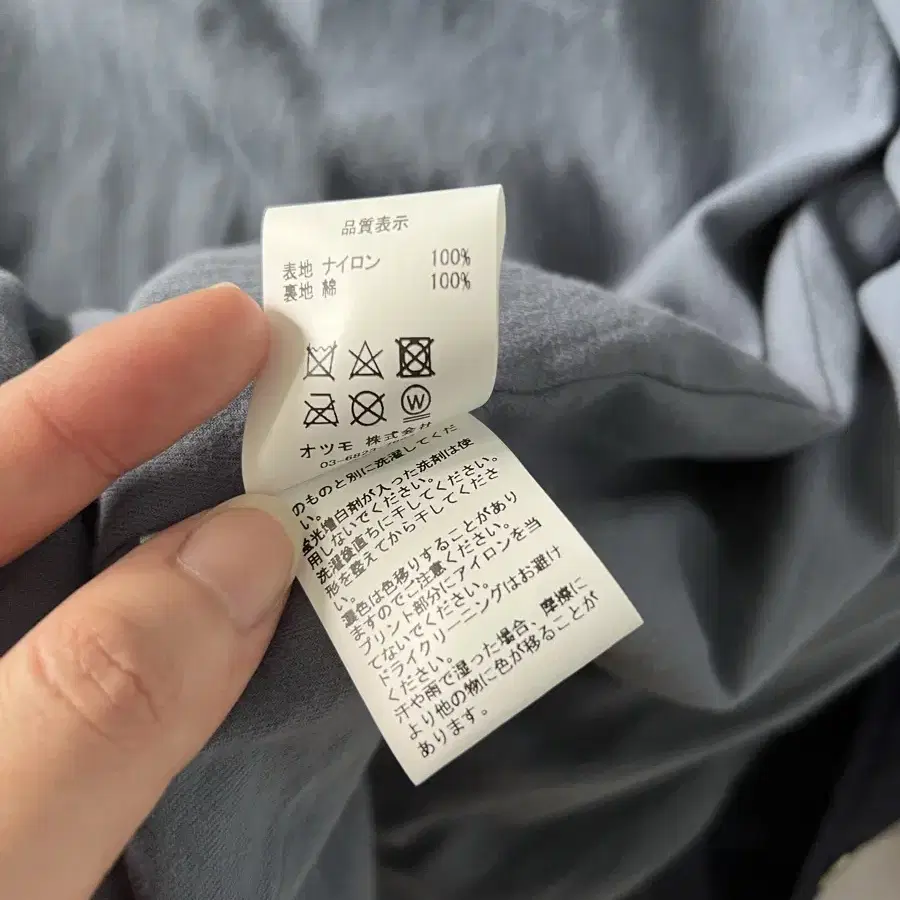 品質表示
表地 ナイロン 100%
裏地 綿 100%
W
オツモ 株式会社
03-6823-
のものと別に洗濯してくだ
い。
蛍光増白剤が入った洗剤は使
用しないでください。
洗濯後直ちに干してください
形を整えてから干してくださ
い。
濃色は色移りすることがあり
ますのでご注意ください。
プリント部分にアイロンを当
てないでください。
ドライクリーニングはお避け
ください。
汗や雨で湿った場合、摩擦に
より他の物に色が移ることが
あります。